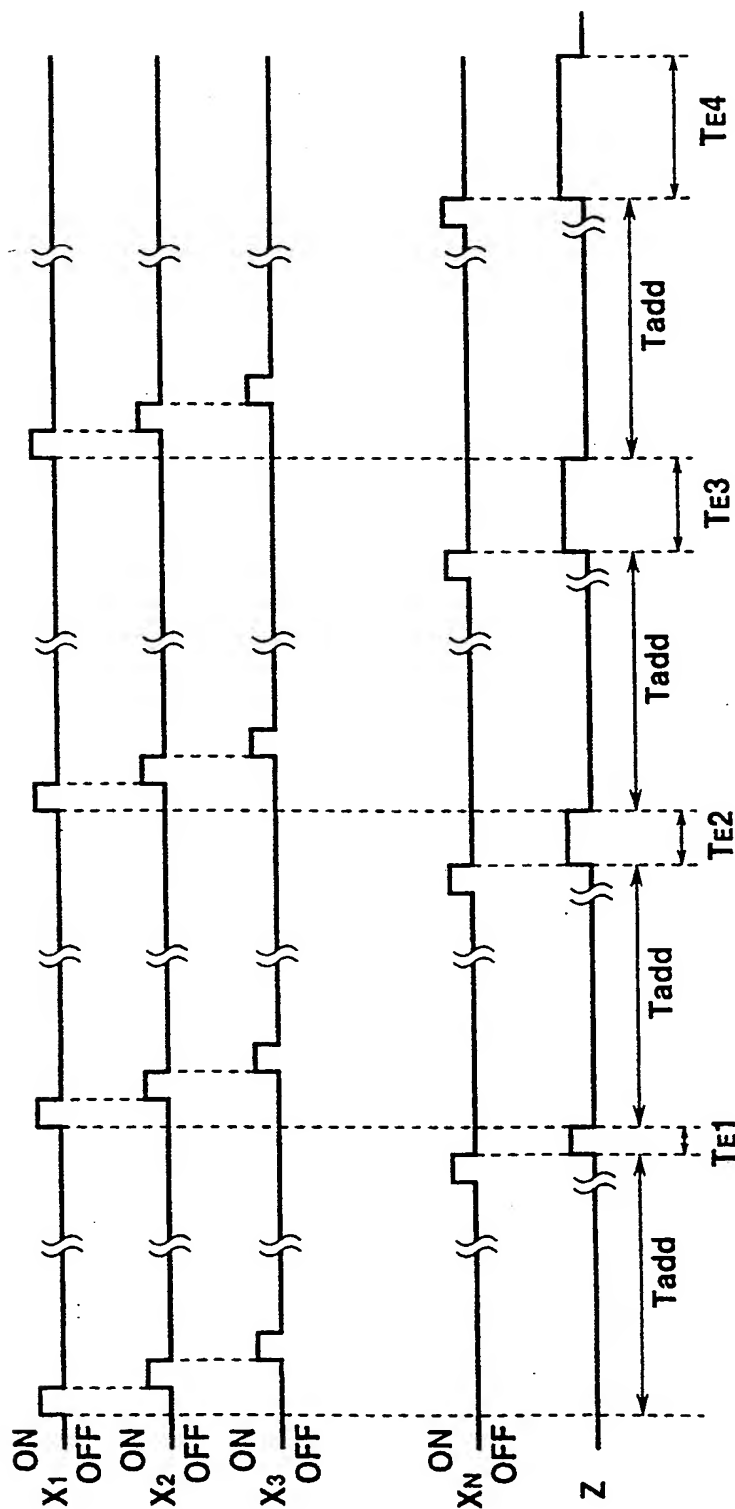 ON
X1
OFF
ON
X2
OFF
ON
X3
OFF
ON
XN
OFF
Z
Tadd
TE1
Tadd
TE2
Tadd
TE3
Tadd
TE4